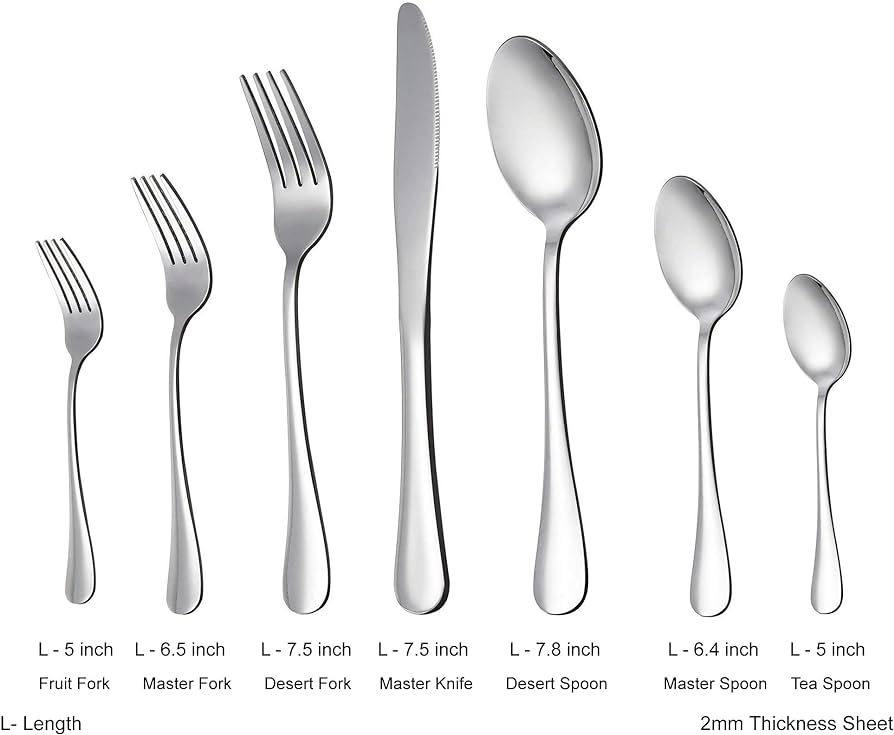 L - 5 inch L - 6.5 inch L - 7.5 inch L - 7.5 inch L - 7.8 inch L - 6.4 inch L - 5 inch
Fruit Fork Master Fork Desert Fork Master Knife Desert Spoon Master Spoon Tea Spoon
L- Length 2mm Thickness Sheet